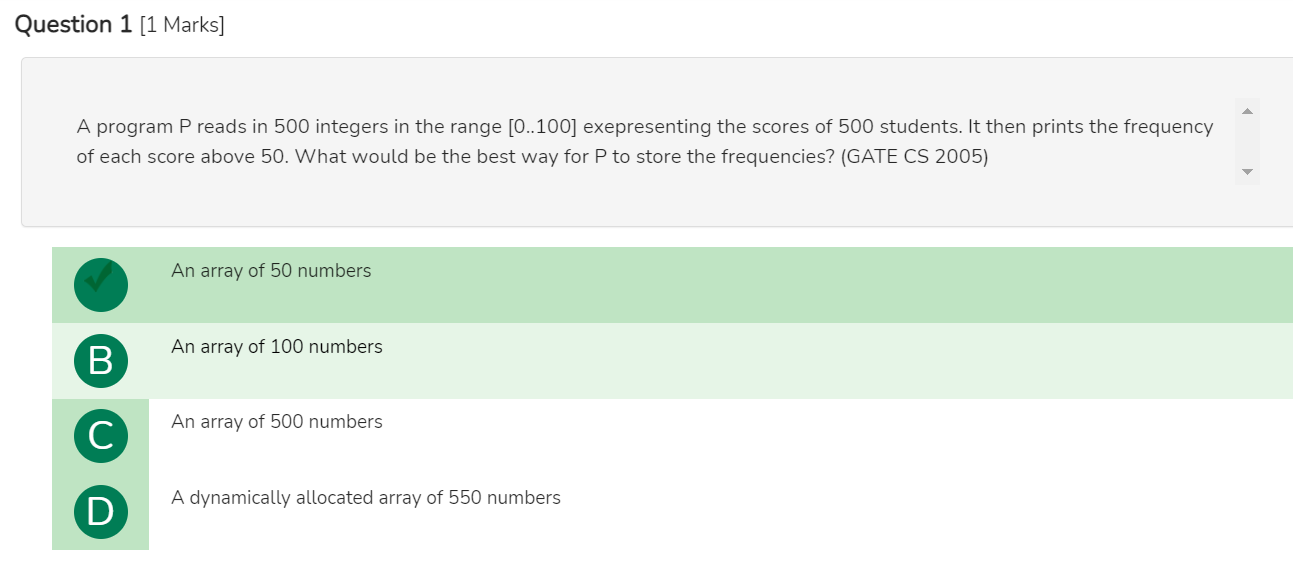 Question 1 [1 Marks]
A program P reads in 500 integers in the range [0..100] exepresenting the scores of 500 students. It then prints the frequency
of each score above 50. What would be the best way for P to store the frequencies? (GATE CS 2005)
An array of 50 numbers
B An array of 100 numbers
C An array of 500 numbers
D A dynamically allocated array of 550 numbers